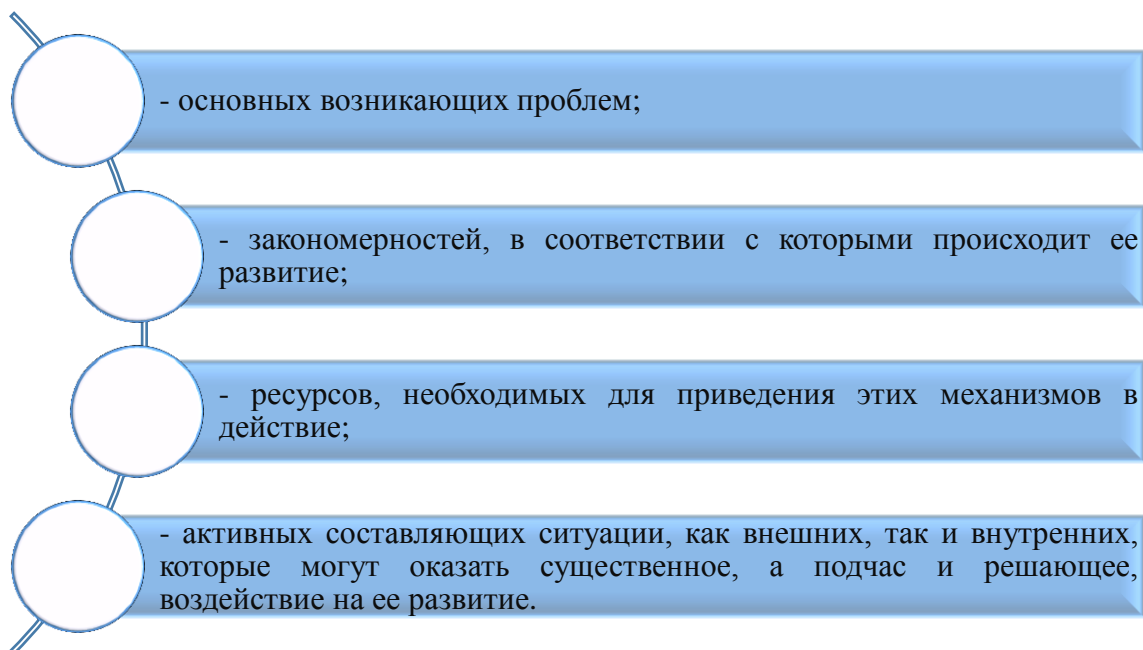 - основных возникающих проблем;
- закономерностей, в соответствии с которыми происходит ее
развитие;
- ресурсов, необходимых для приведения этих механизмов в
действие;
- активных составляющих ситуации, как внешних, так и внутренних,
которые могут оказать существенное, а подчас и решающее,
воздействие на ее развитие.